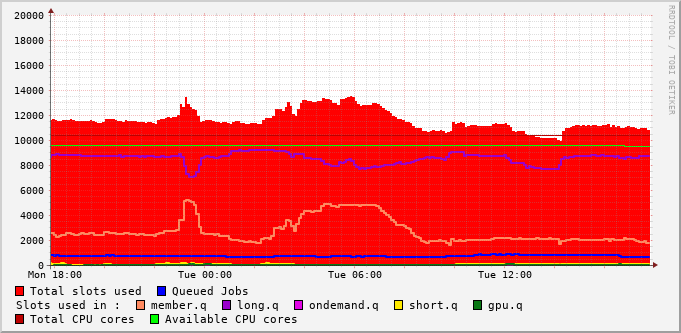 20000
18000
16000
14000
12000
10000
8000
6000
4000
2000
0
Mon 18:00 Tue 00:00 Tue 06:00 Tue 12:00
Total slots used Queued Jobs
Slots used in : member.q long.q ondemand.q short.q gpu.q
Total CPU cores Available CPU cores
RRDTOOL / TOBI OETIKER